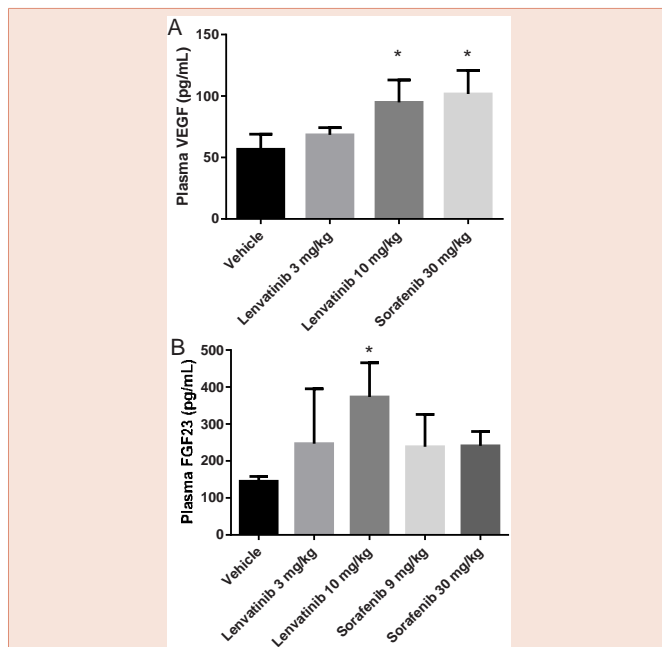 A
Plasma VEGF (pg/mL)
150
100
50
0
* *
Vehicle
Lenvatinib 3 mg/kg
Lenvatinib 10 mg/kg
Sorafenib 30 mg/kg
B
Plasma FGF23 (pg/mL)
500
400
300
200
100
0
*
Vehicle
Lenvatinib 3 mg/kg
Lenvatinib 10 mg/kg
Sorafenib 9 mg/kg
Sorafenib 30 mg/kg